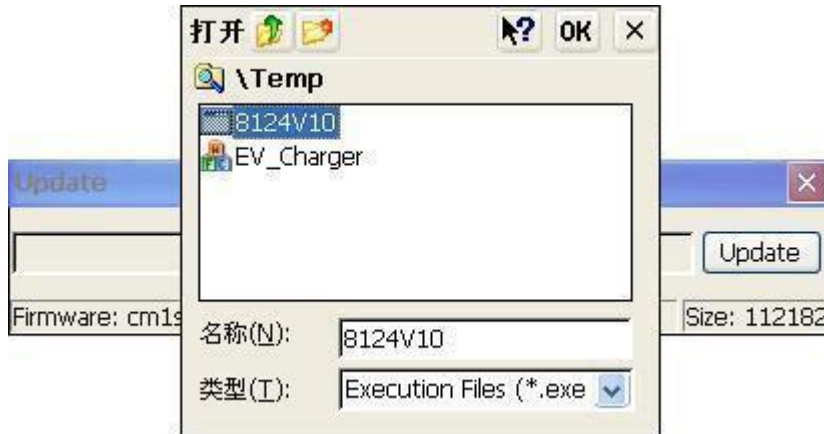 打开 OK
\Temp
8124V10
EV_Charger
Update
Update
Firmware: cm1s
Size: 112182
名称(N): 8124V10
类型(T): Execution Files (*.exe